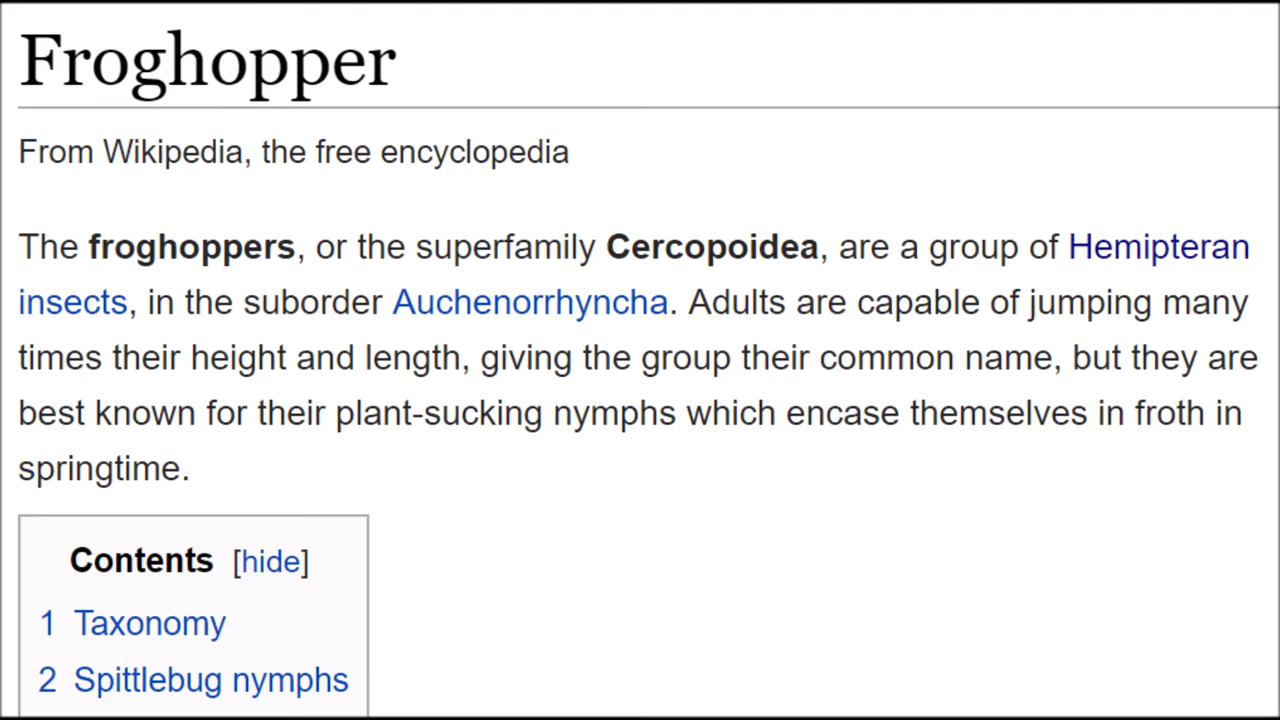 Froghopper
From Wikipedia, the free encyclopedia
The froghoppers, or the superfamily Cercopoidea, are a group of Hemipteran
insects, in the suborder Auchenorrhyncha. Adults are capable of jumping many
times their height and length, giving the group their common name, but they are
best known for their plant-sucking nymphs which encase themselves in froth in
springtime.
Contents [hide]
1 Taxonomy
2 Spittlebug nymphs